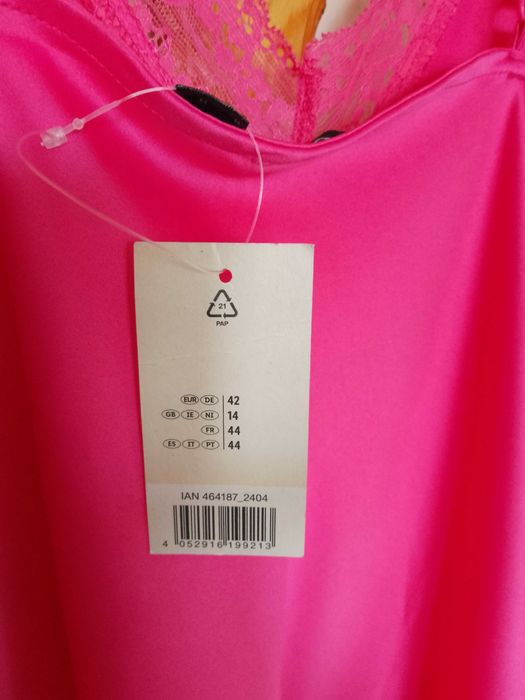 21
PAP
EUR DE 42
GB IE NI 14
FR 44
ES IT PT 44
IAN 464187_2404
4 052916 199213